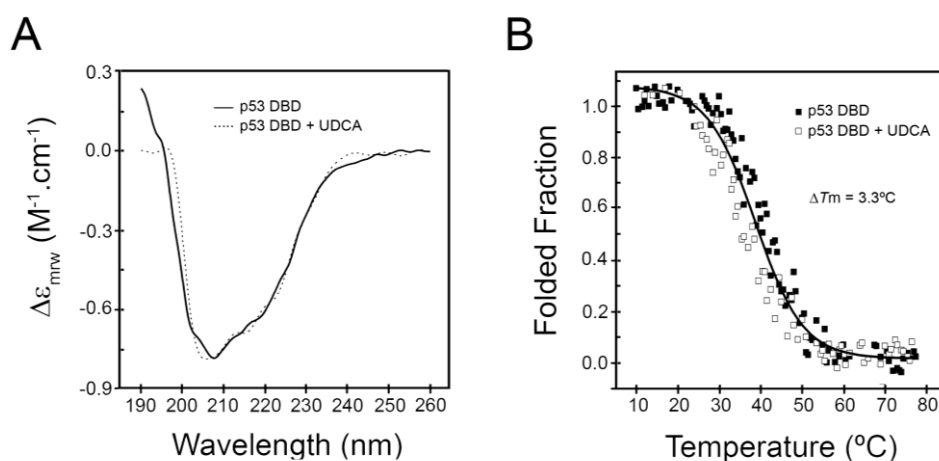 A
0.3
0.0
-0.3
-0.6
-0.9
Δε_mrw (M⁻¹.cm⁻¹)
p53 DBD
p53 DBD + UDCA
190 200 210 220 230 240 250 260
Wavelength (nm)
B
1.0
0.8
0.6
0.4
0.2
0.0
Folded Fraction
p53 DBD
p53 DBD + UDCA
ΔTm = 3.3ºC
10 20 30 40 50 60 70 80
Temperature (ºC)